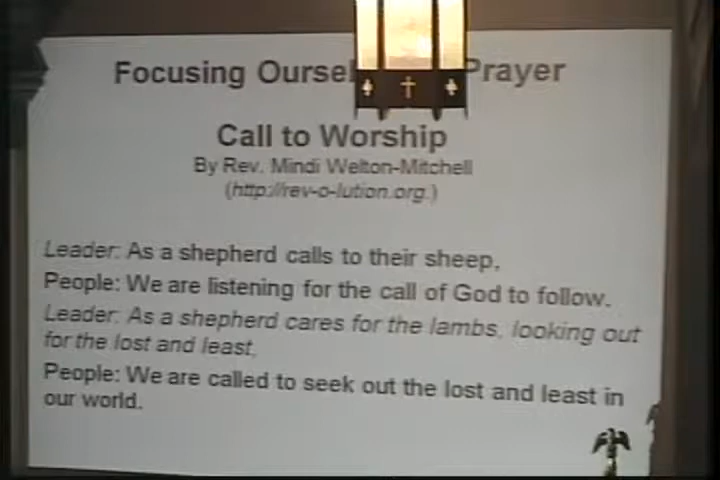 Focusing Ourse Prayer
Call to Worship
By Rev. Mindi Welton-Mitchell
(http://rev-o-lution.org.)
Leader: As a shepherd calls to their sheep,
People: We are listening for the call of God to follow.
Leader: As a shepherd cares for the lambs, looking out
for the lost and least,
People: We are called to seek out the lost and least in
our world.